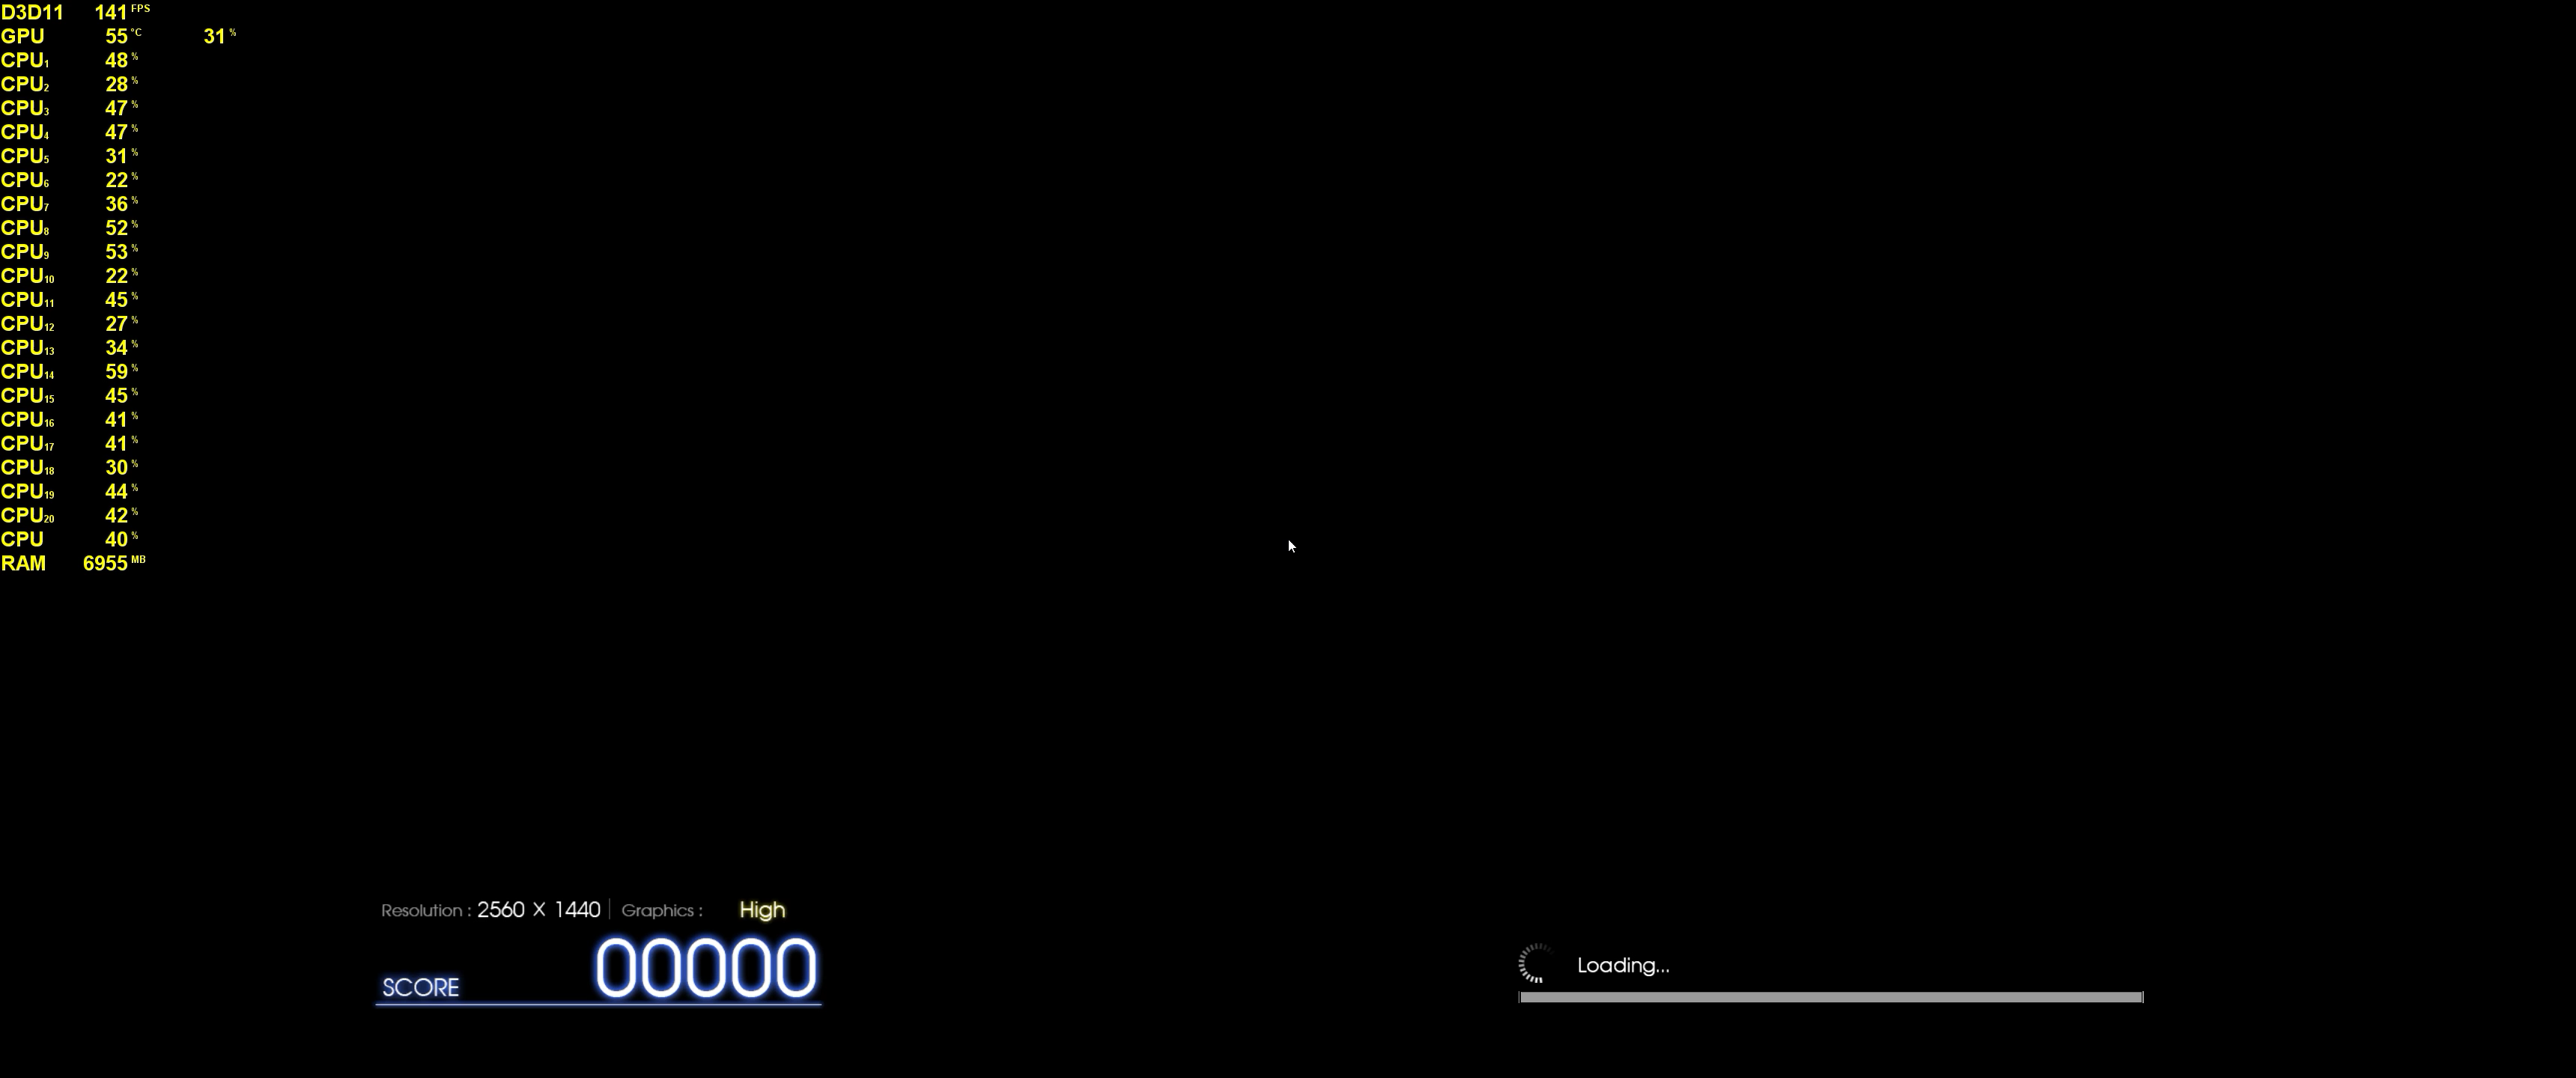 D3D11 141 FPS
GPU 55 °C 31 %
CPU1 48 %
CPU2 28 %
CPU3 47 %
CPU4 47 %
CPU5 31 %
CPU6 22 %
CPU7 36 %
CPU8 52 %
CPU9 53 %
CPU10 22 %
CPU11 45 %
CPU12 27 %
CPU13 34 %
CPU14 59 %
CPU15 45 %
CPU16 41 %
CPU17 41 %
CPU18 30 %
CPU19 44 %
CPU20 42 %
CPU 40 %
RAM 6955 MB
Resolution : 2560 X 1440 | Graphics : High
SCORE 00000
Loading...